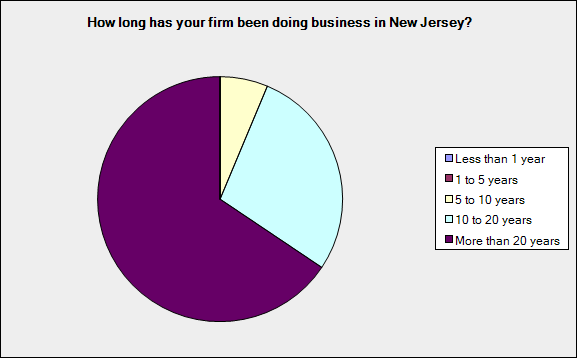 How long has your firm been doing business in New Jersey?
Less than 1 year
1 to 5 years
5 to 10 years
10 to 20 years
More than 20 years